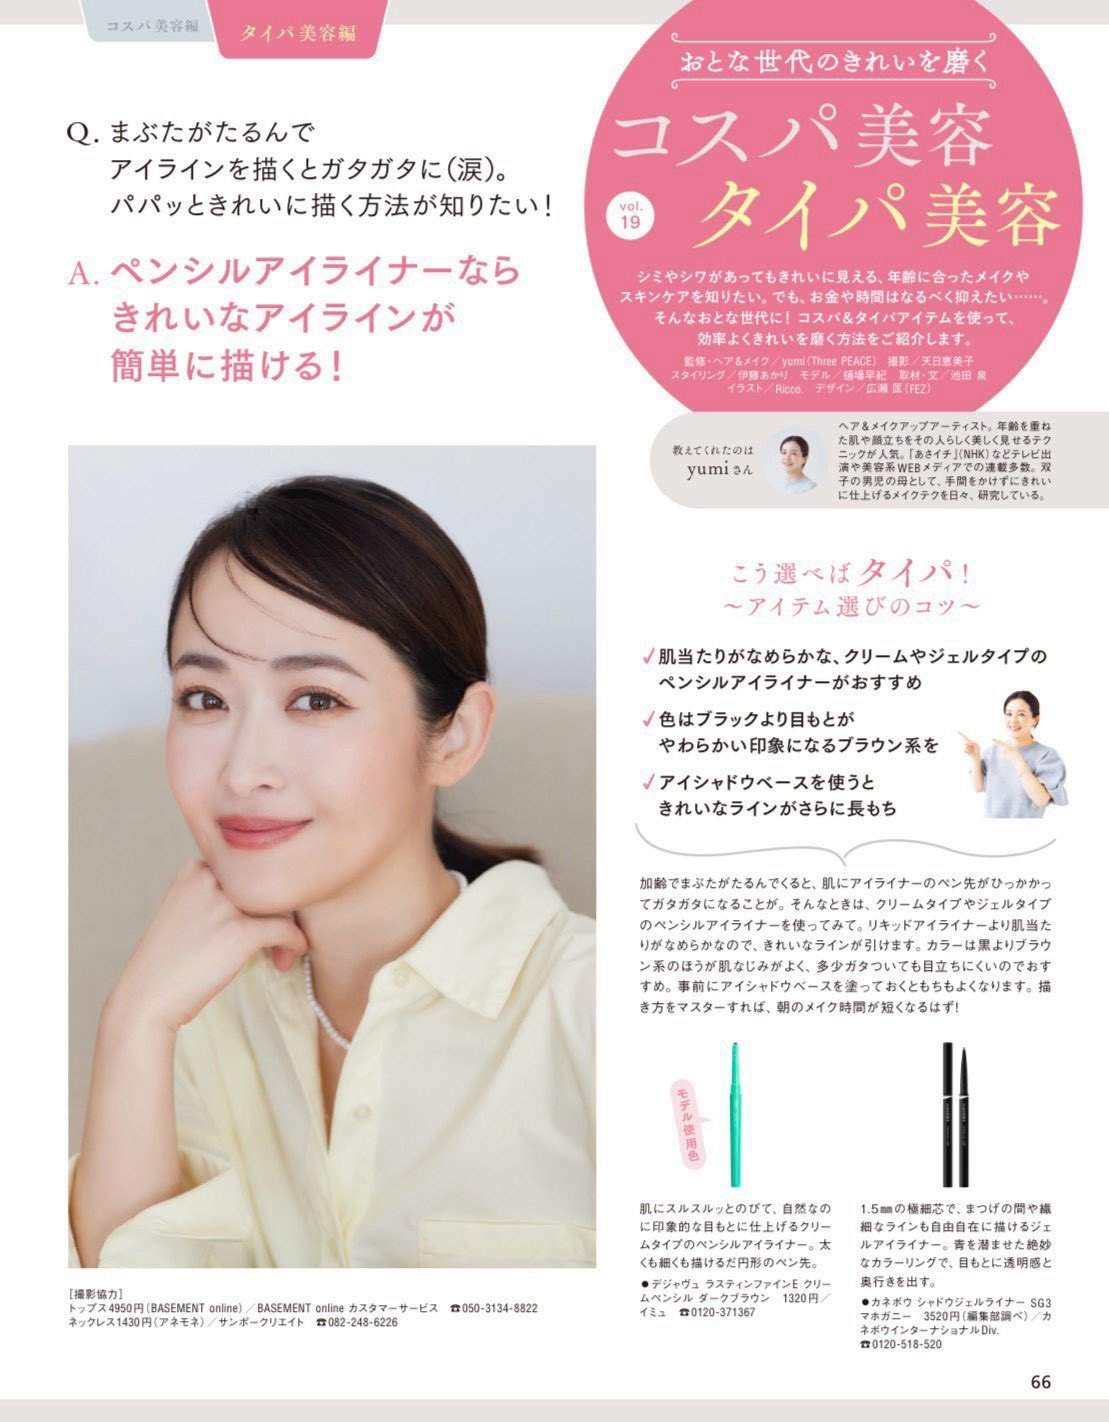 コスパ美容編
タイパ美容編
おとな世代のきれいを磨く
コスパ美容
タイパ美容
vol.
19
シミやシワがあってもきれいに見える、年齢に合ったメイクや
スキンケアを知りたい。でも、お金や時間はなるべく抑えたい……。
そんなおとな世代に！コスパ&タイパアイテムを使って、
効率よくきれいを磨く方法をご紹介します。
監修・ヘア&メイク／yumi（Three PEACE） 撮影／天日恵美子
スタイリング／伊藤あかり モデル／樋場早紀 取材・文／池田 泉
イラスト／Ricco. デザイン／広瀬 匡（FEZ）
Q. まぶたがたるんで
アイラインを描くとガタガタに（涙）。
パパッときれいに描く方法が知りたい！
A. ペンシルアイライナーなら
きれいなアイラインが
簡単に描ける！
教えてくれたのは
yumiさん
ヘア&メイクアップアーティスト。年齢を重ね
た肌や顔立ちをその人らしく美しく見せるテク
ニックが人気。「あさイチ」（NHK）などテレビ出
演や美容系WEBメディアでの連載多数。双
子の男児の母として、手間をかけずにきれい
に仕上げるメイクテクを日々、研究している。
こう選べばタイパ！
〜アイテム選びのコツ〜
✓肌当たりがなめらかな、クリームやジェルタイプの
ペンシルアイライナーがおすすめ
✓色はブラックより目もとが
やわらかい印象になるブラウン系を
✓アイシャドウベースを使うと
きれいなラインがさらに長もち
加齢でまぶたがたるんでくると、肌にアイライナーのペン先がひっかかっ
てガタガタになることが。そんなときは、クリームタイプやジェルタイプ
のペンシルアイライナーを使ってみて。リキッドアイライナーより肌当た
りがなめらかなので、きれいなラインが引けます。カラーは黒よりブラウ
ン系のほうが肌なじみがよく、多少ガタついても目立ちにくいのでおす
すめ。事前にアイシャドウベースを塗っておくともちもよくなります。描
き方をマスターすれば、朝のメイク時間が短くなるはず！
モデル使用色
肌にスルスルッとのびて、自然なの
に印象的な目もとに仕上げるクリー
ムタイプのペンシルアイライナー。太
くも細くも描けるだ円形のペン先。
●デジャヴュ ラスティンファインE クリー
ムペンシル ダークブラウン 1320円／
イミュ ☎0120-371367
1.5㎜の極細芯で、まつげの間や繊
細なラインも自由自在に描けるジェ
ルアイライナー。青を潜ませた絶妙
なカラーリングで、目もとに透明感と
奥行きを出す。
●カネボウ シャドウジェルライナー SG3
マホガニー 3520円（編集部調べ）／カ
ネボウインターナショナルDiv.
☎0120-518-520
［撮影協力］
トップス4950円（BASEMENT online）／BASEMENT online カスタマーサービス ☎050-3134-8822
ネックレス1430円（アネモネ）／サンポークリエイト ☎082-248-6226
66